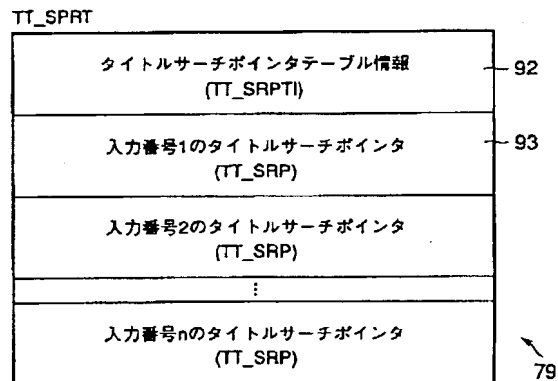 TT_SPRT
タイトルサーチポインタテーブル情報
(TT_SRPTI)
92
入力番号1のタイトルサーチポインタ
(TT_SRP)
93
入力番号2のタイトルサーチポインタ
(TT_SRP)
⋮
入力番号nのタイトルサーチポインタ
(TT_SRP)
79